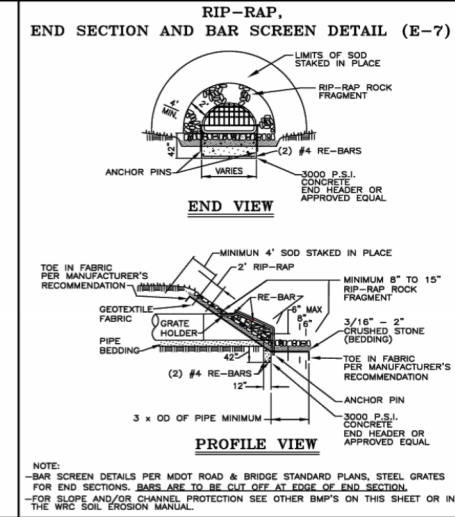 RIP-RAP,
END SECTION AND BAR SCREEN DETAIL (E-7)
LIMITS OF SOD
STAKED IN PLACE
RIP-RAP ROCK
FRAGMENT
4'
MIN.
2'
42"
(2) #4 RE-BARS
ANCHOR PINS
VARIES
3000 P.S.I.
CONCRETE
END HEADER OR
APPROVED EQUAL
END VIEW
MINIMUN 4' SOD STAKED IN PLACE
TOE IN FABRIC
PER MANUFACTURER'S
RECOMMENDATION
2' RIP-RAP
MINIMUM 8" TO 15"
RIP-RAP ROCK
FRAGMENT
RE-BAR
6" MAX
8"
6"
GEOTEXTILE
FABRIC
GRATE
HOLDER
3/16" - 2"
CRUSHED STONE
(BEDDING)
PIPE
BEDDING
42"
TOE IN FABRIC
PER MANUFACTURER'S
RECOMMENDATION
(2) #4 RE-BARS
12"
ANCHOR PIN
3 x OD OF PIPE MINIMUM
3000 P.S.I.
CONCRETE
END HEADER OR
APPROVED EQUAL
PROFILE VIEW
NOTE:
-BAR SCREEN DETAILS PER MDOT ROAD & BRIDGE STANDARD PLANS, STEEL GRATES
FOR END SECTIONS. BARS ARE TO BE CUT OFF AT EDGE OF END SECTION.
-FOR SLOPE AND/OR CHANNEL PROTECTION SEE OTHER BMP'S ON THIS SHEET OR IN
THE WRC SOIL EROSION MANUAL.